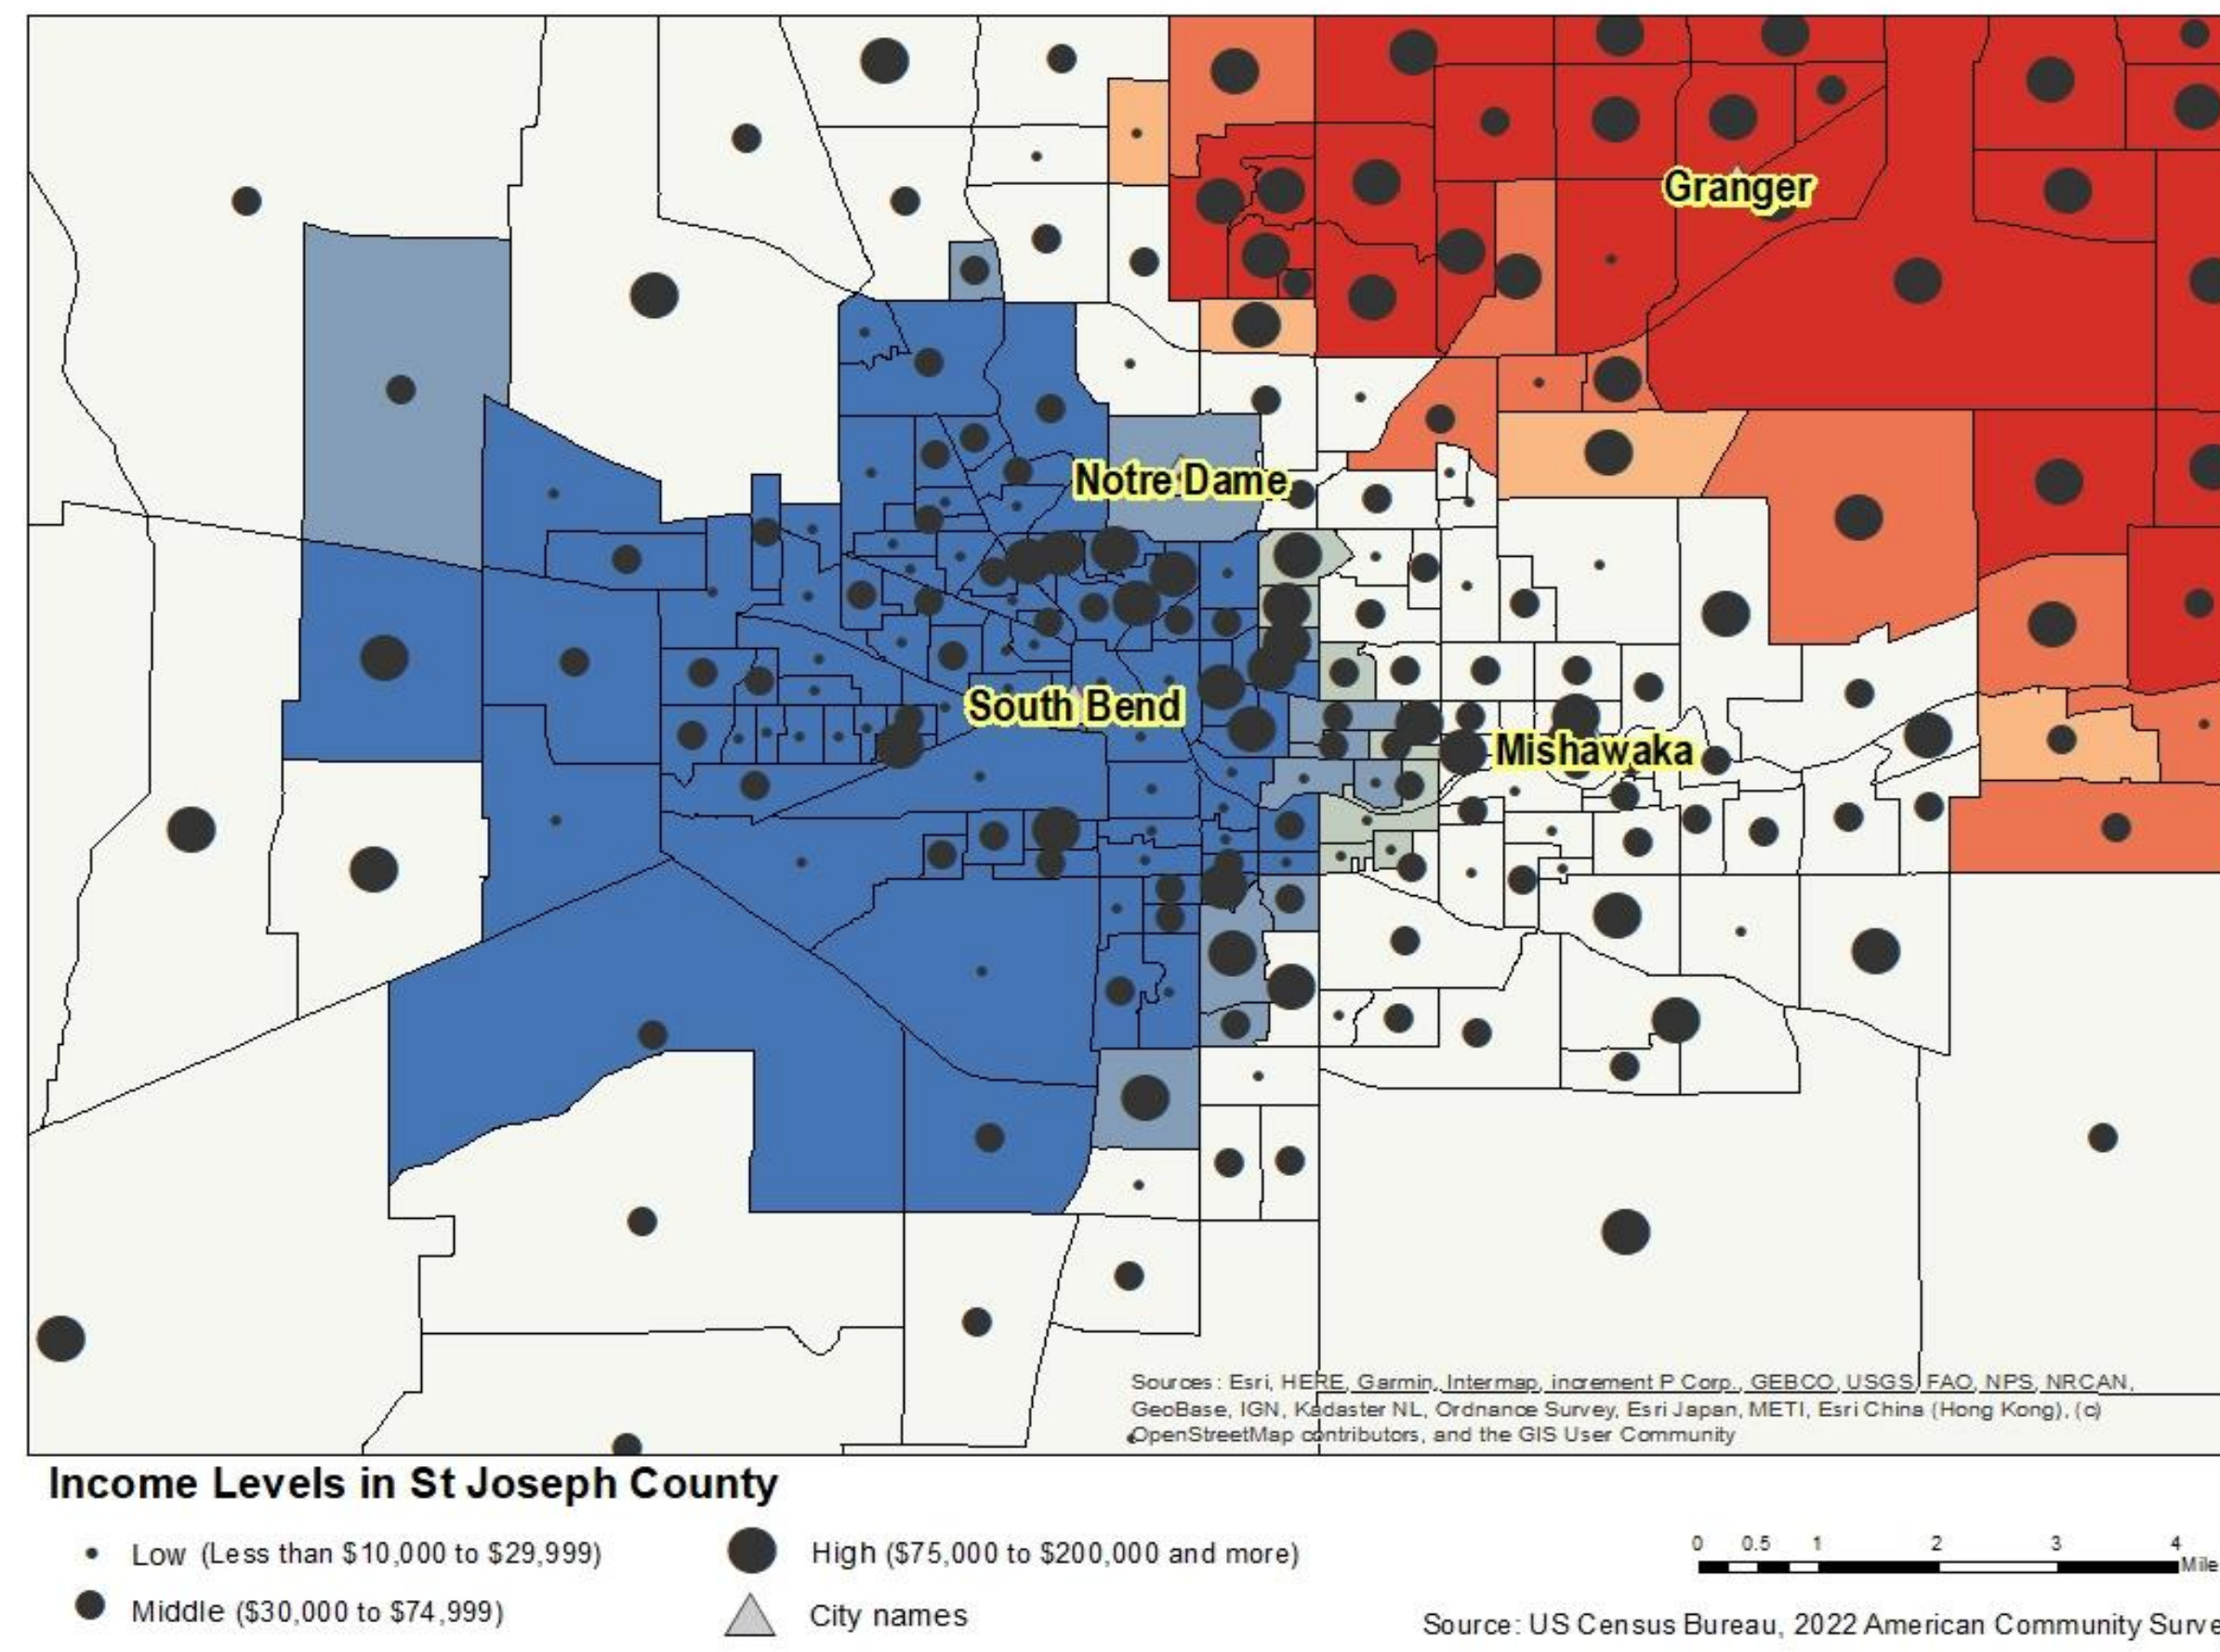 Granger
Notre Dame
South Bend
Mishawaka
Sources: Esri, HERE, Garmin, Intermap, increment P Corp., GEBCO, USGS, FAO, NPS, NRCAN,
GeoBase, IGN, Kadaster NL, Ordnance Survey, Esri Japan, METI, Esri China (Hong Kong), (c)
OpenStreetMap contributors, and the GIS User Community
Income Levels in St Joseph County
Low (Less than $10,000 to $29,999)
High ($75,000 to $200,000 and more)
Middle ($30,000 to $74,999)
City names
0 0.5 1 2 3 4
Mile
Source: US Census Bureau, 2022 American Community Surve